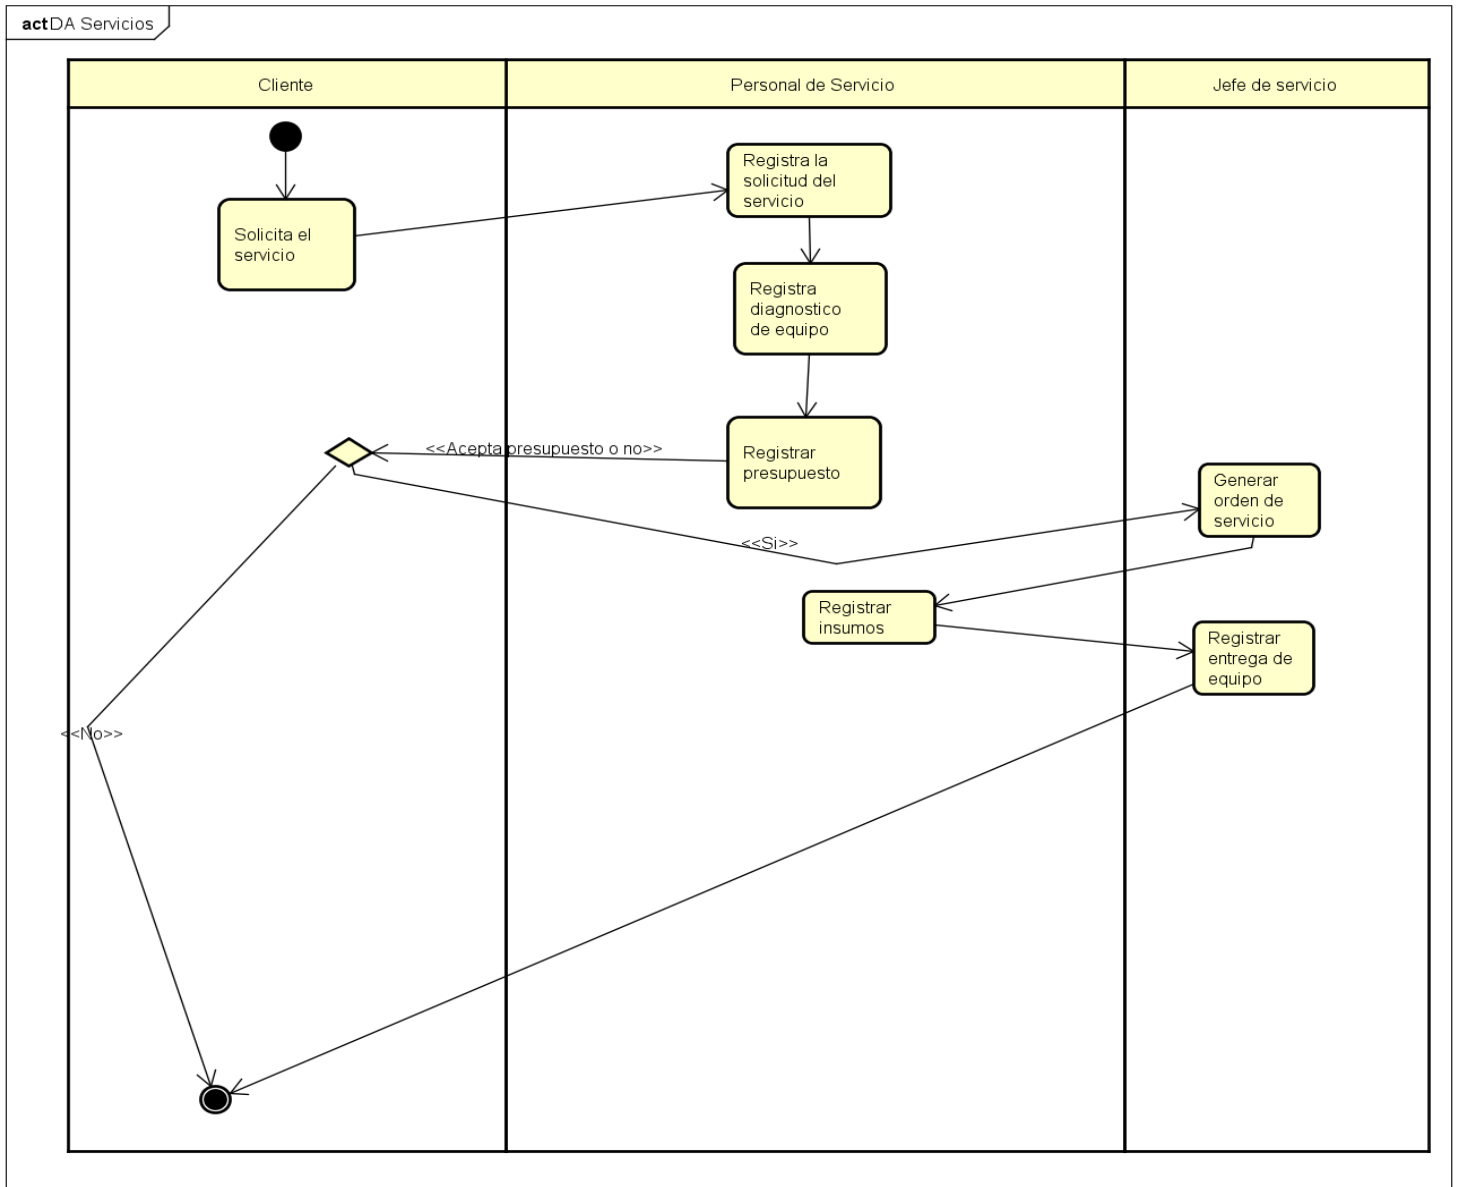 actDA Servicios
Cliente
Personal de Servicio
Jefe de servicio
Solicita el
servicio
Registra la
solicitud del
servicio
Registra
diagnostico
de equipo
<<Acepta presupuesto o no>>
Registrar
presupuesto
Generar
orden de
servicio
<<Si>>
Registrar
insumos
Registrar
entrega de
equipo
<<No>>